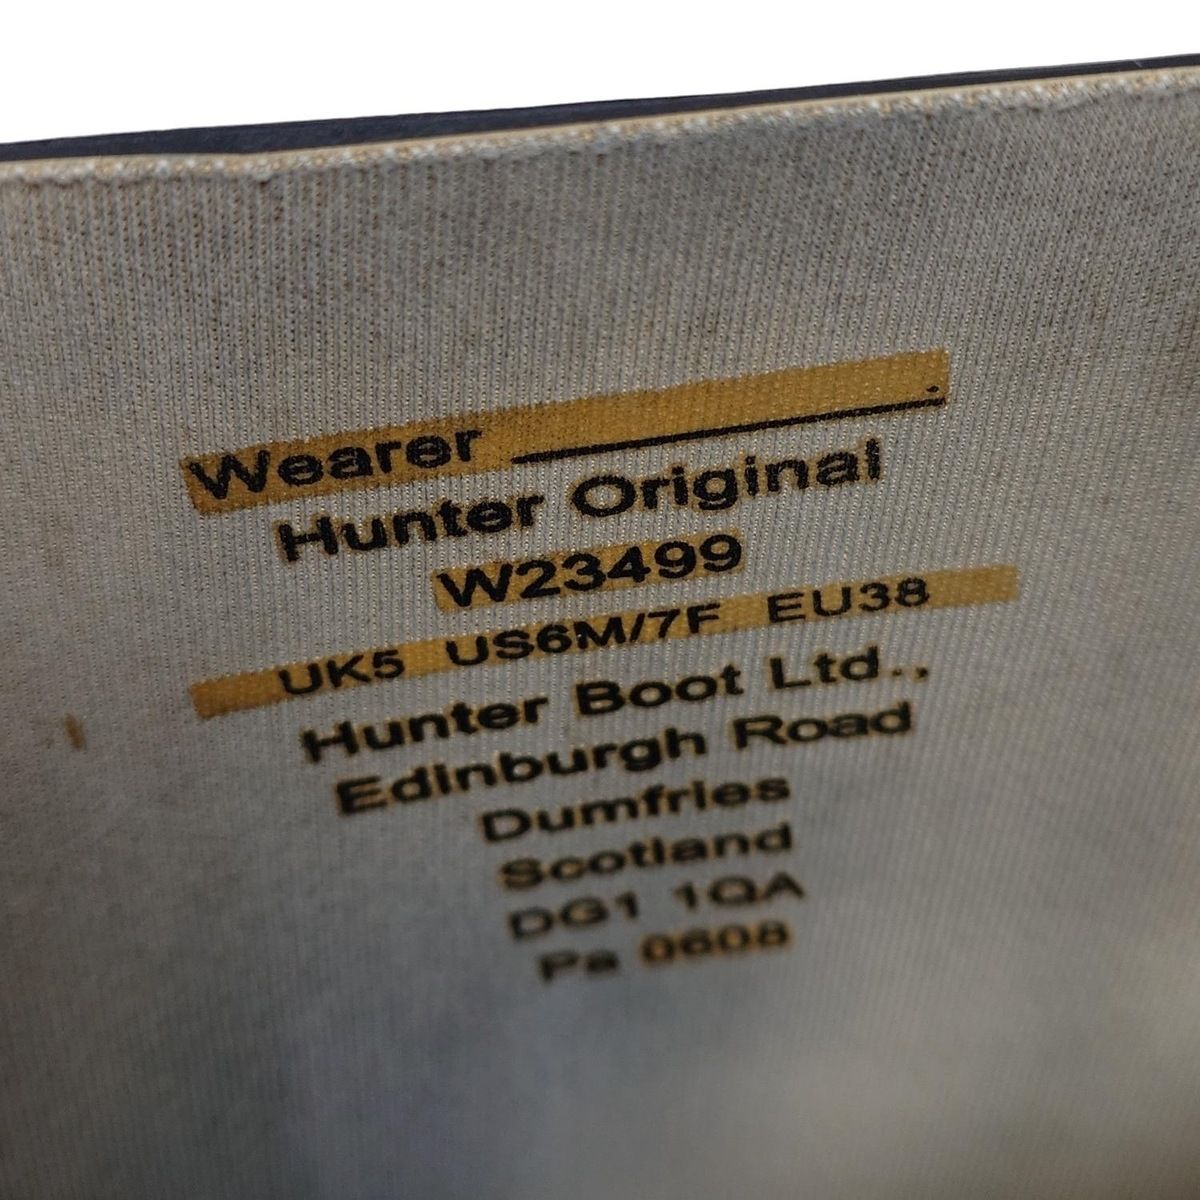 Wearer ____________.
Hunter Original
W23499
UK5 US6M/7F EU38
Hunter Boot Ltd.,
Edinburgh Road
Dumfries
Scotland
DG1 1QA
Pa 0608